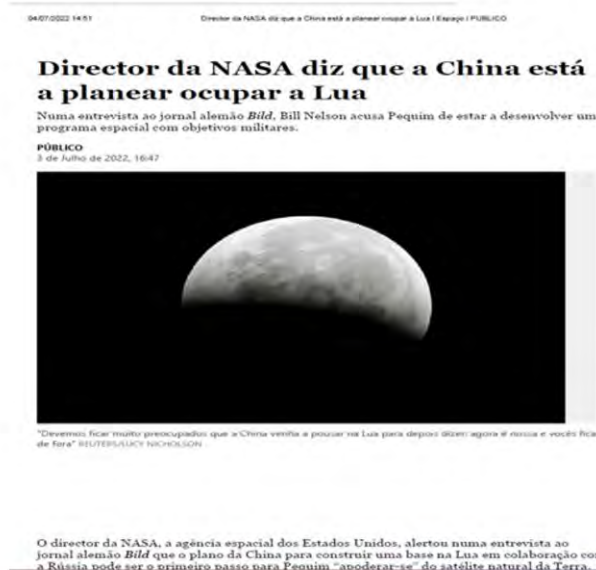 04/07/2022 14:51 Director da NASA diz que a China está a planear ocupar a Lua | Espaço | PÚBLICO
Director da NASA diz que a China está
a planear ocupar a Lua
Numa entrevista ao jornal alemão Bild, Bill Nelson acusa Pequim de estar a desenvolver um
programa espacial com objetivos militares.
PÚBLICO
3 de Julho de 2022, 16:47
"Devemos ficar muito preocupados que a China venha a pousar na Lua para depois dizer: agora é nossa e vocês
de fora" REUTERS/LUCY NICHOLSON
O director da NASA, a agência espacial dos Estados Unidos, alertou numa entrevista ao
jornal alemão Bild que o plano da China para construir uma base na Lua em colaboração
a Rússia pode ser o primeiro passo para Pequim "apoderar-se" do satélite natural da Terra.